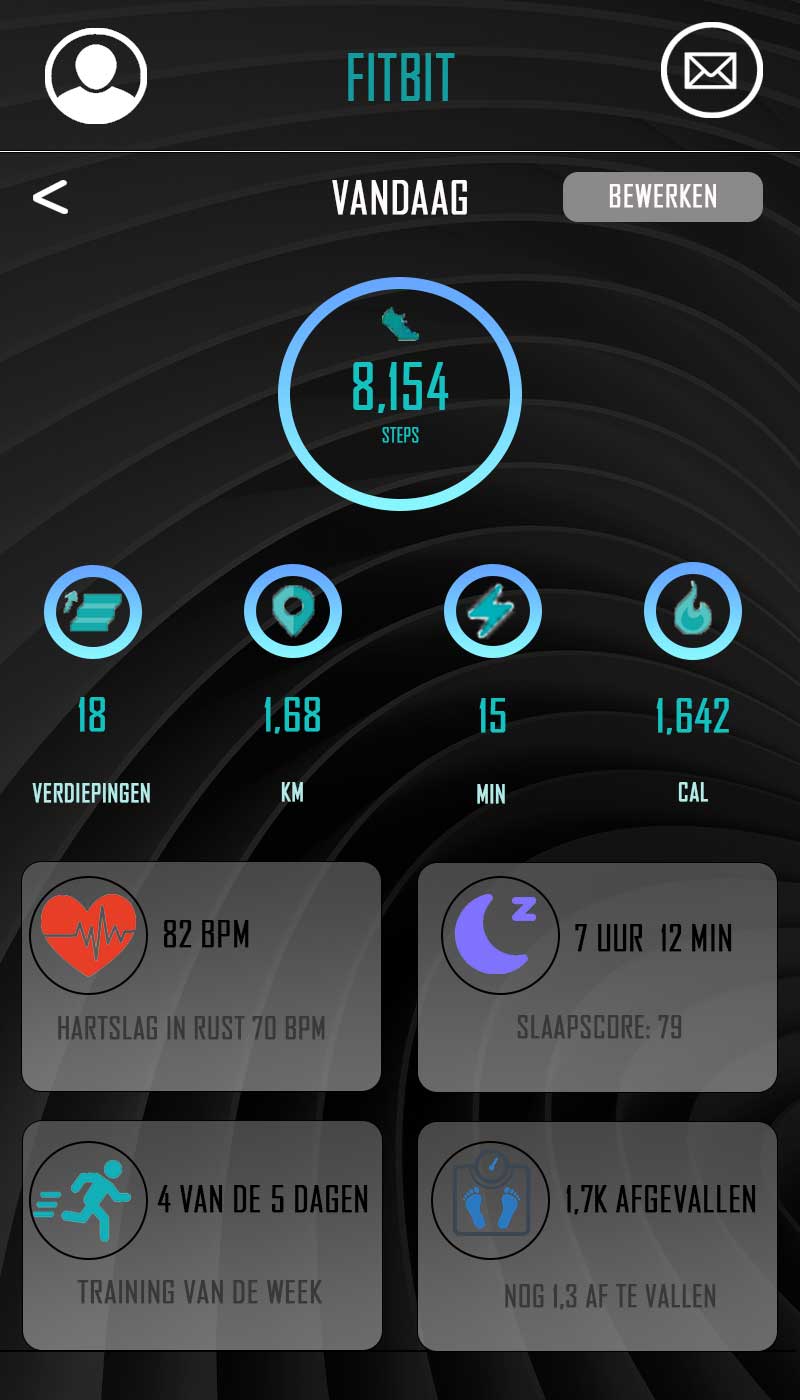 FITBIT
<
VANDAAG
BEWERKEN
8,154
STEPS
18
1,68
15
1,642
VERDIEPINGEN
KM
MIN
CAL
82 BPM
HARTSLAG IN RUST 70 BPM
Z
7 UUR 12 MIN
SLAAPSCORE: 79
4 VAN DE 5 DAGEN
TRAINING VAN DE WEEK
1,7K AFGEVALLEN
NOG 1,3 AF TE VALLEN